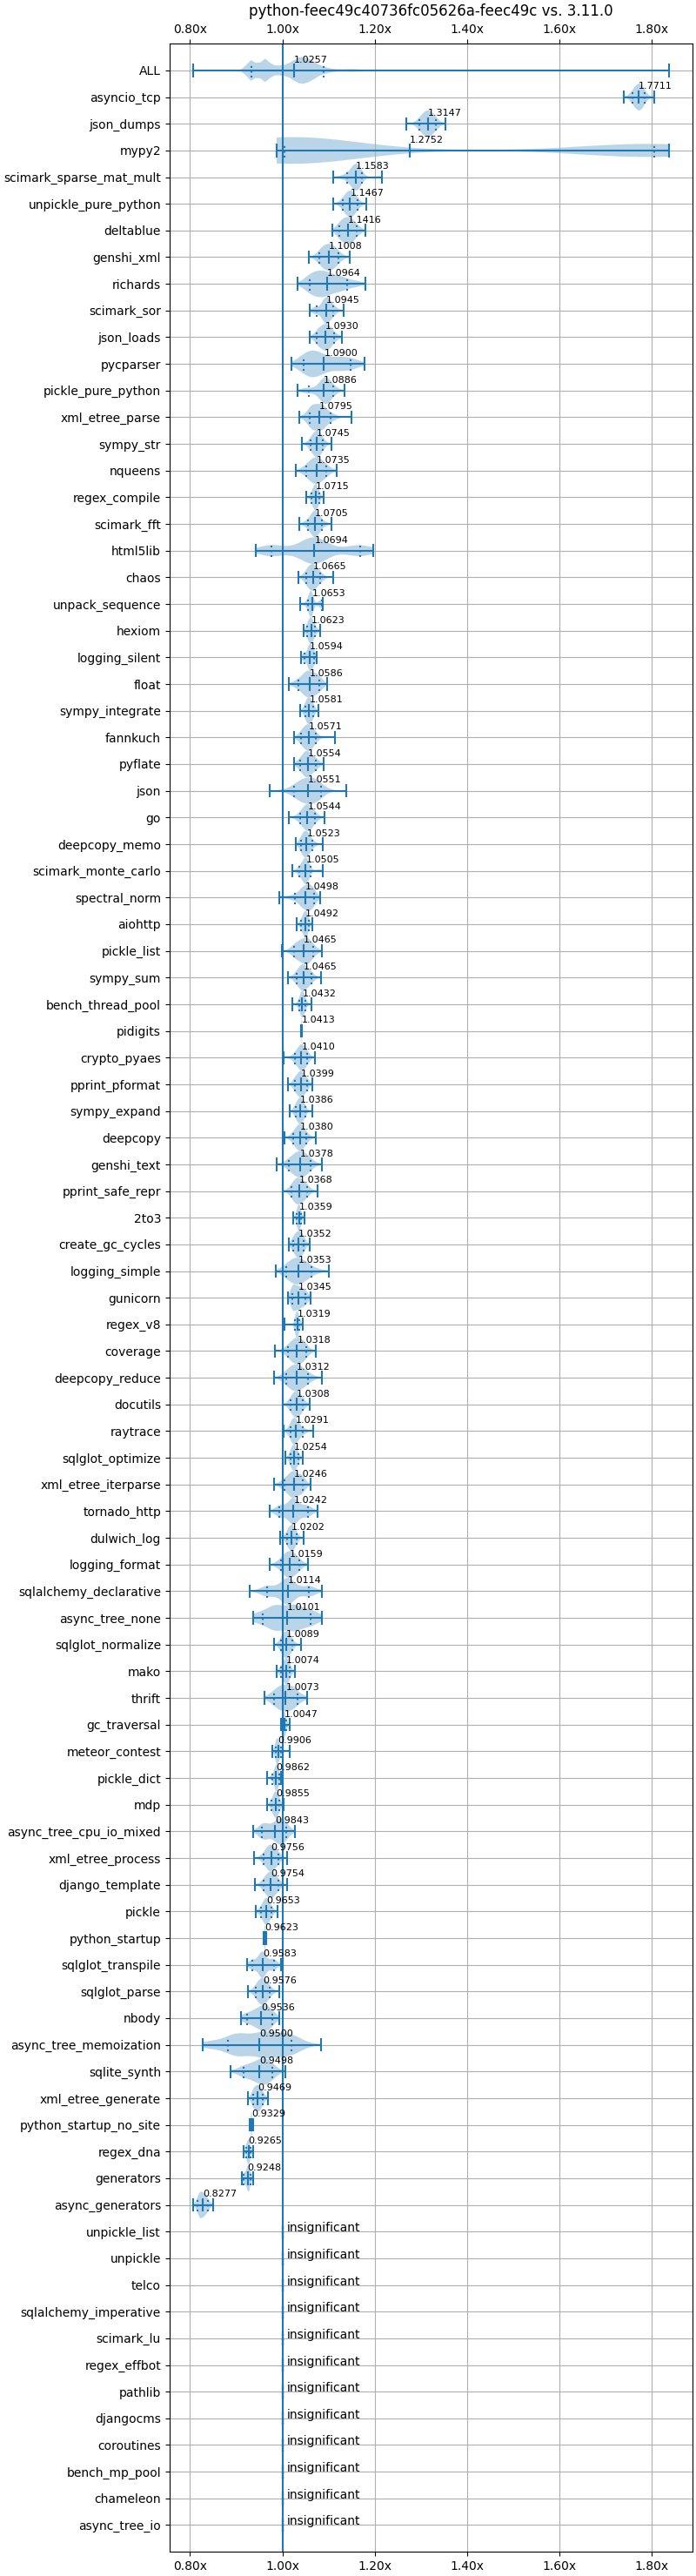 python-feec49c40736fc05626a-feec49c vs. 3.11.0
0.80x 1.00x 1.20x 1.40x 1.60x 1.80x
ALL 1.0257
asyncio_tcp 1.7711
json_dumps 1.3147
mypy2 1.2752
scimark_sparse_mat_mult 1.1583
unpickle_pure_python 1.1467
deltablue 1.1416
genshi_xml 1.1008
richards 1.0964
scimark_sor 1.0945
json_loads 1.0930
pycparser 1.0900
pickle_pure_python 1.0886
xml_etree_parse 1.0795
sympy_str 1.0745
nqueens 1.0735
regex_compile 1.0715
scimark_fft 1.0705
html5lib 1.0694
chaos 1.0665
unpack_sequence 1.0653
hexiom 1.0623
logging_silent 1.0594
float 1.0586
sympy_integrate 1.0581
fannkuch 1.0571
pyflate 1.0554
json 1.0551
go 1.0544
deepcopy_memo 1.0523
scimark_monte_carlo 1.0505
spectral_norm 1.0498
aiohttp 1.0492
pickle_list 1.0465
sympy_sum 1.0465
bench_thread_pool 1.0432
pidigits 1.0413
crypto_pyaes 1.0410
pprint_pformat 1.0399
sympy_expand 1.0386
deepcopy 1.0380
genshi_text 1.0378
pprint_safe_repr 1.0368
2to3 1.0359
create_gc_cycles 1.0352
logging_simple 1.0353
gunicorn 1.0345
regex_v8 1.0319
coverage 1.0318
deepcopy_reduce 1.0312
docutils 1.0308
raytrace 1.0291
sqlglot_optimize 1.0254
xml_etree_iterparse 1.0246
tornado_http 1.0242
dulwich_log 1.0202
logging_format 1.0159
sqlalchemy_declarative 1.0114
async_tree_none 1.0101
sqlglot_normalize 1.0089
mako 1.0074
thrift 1.0073
gc_traversal 1.0047
meteor_contest 0.9906
pickle_dict 0.9862
mdp 0.9855
async_tree_cpu_io_mixed 0.9843
xml_etree_process 0.9756
django_template 0.9754
pickle 0.9653
python_startup 0.9623
sqlglot_transpile 0.9583
sqlglot_parse 0.9576
nbody 0.9536
async_tree_memoization 0.9500
sqlite_synth 0.9498
xml_etree_generate 0.9469
python_startup_no_site 0.9329
regex_dna 0.9265
generators 0.9248
async_generators 0.8277
unpickle_list insignificant
unpickle insignificant
telco insignificant
sqlalchemy_imperative insignificant
scimark_lu insignificant
regex_effbot insignificant
pathlib insignificant
djangocms insignificant
coroutines insignificant
bench_mp_pool insignificant
chameleon insignificant
async_tree_io insignificant
0.80x 1.00x 1.20x 1.40x 1.60x 1.80x